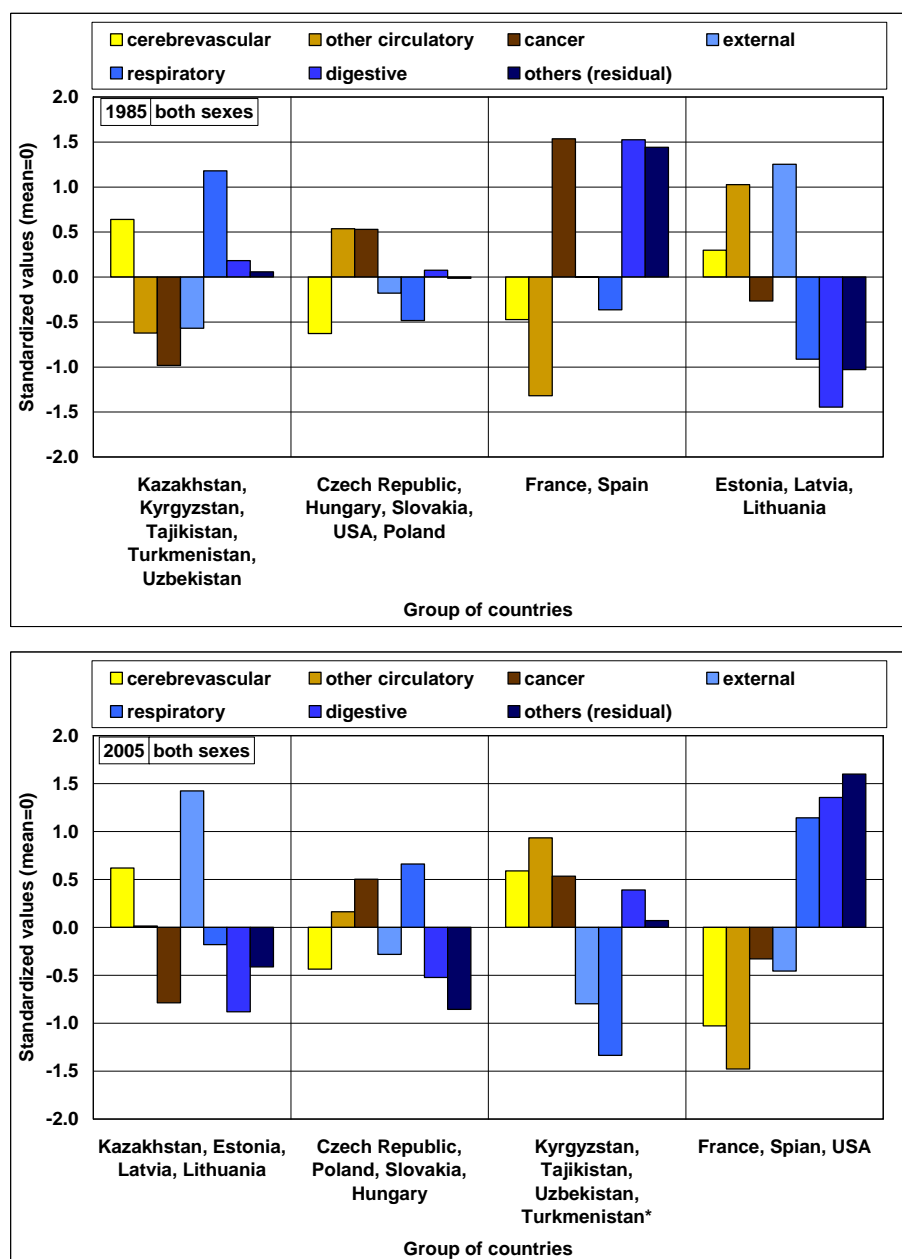 cerebrevascular other circulatory cancer external
respiratory digestive others (residual)
1985 both sexes
Standardized values (mean=0)
2.0
1.5
1.0
0.5
0.0
-0.5
-1.0
-1.5
-2.0
Kazakhstan,
Kyrgyzstan,
Tajikistan,
Turkmenistan,
Uzbekistan
Czech Republic,
Hungary, Slovakia,
USA, Poland
France, Spain
Estonia, Latvia,
Lithuania
Group of countries
cerebrevascular other circulatory cancer external
respiratory digestive others (residual)
2005 both sexes
Standardized values (mean=0)
2.0
1.5
1.0
0.5
0.0
-0.5
-1.0
-1.5
-2.0
Kazakhstan, Estonia,
Latvia, Lithuania
Czech Republic,
Poland, Slovakia,
Hungary
Kyrgyzstan,
Tajikistan,
Uzbekistan,
Turkmenistan*
France, Spian, USA
Group of countries